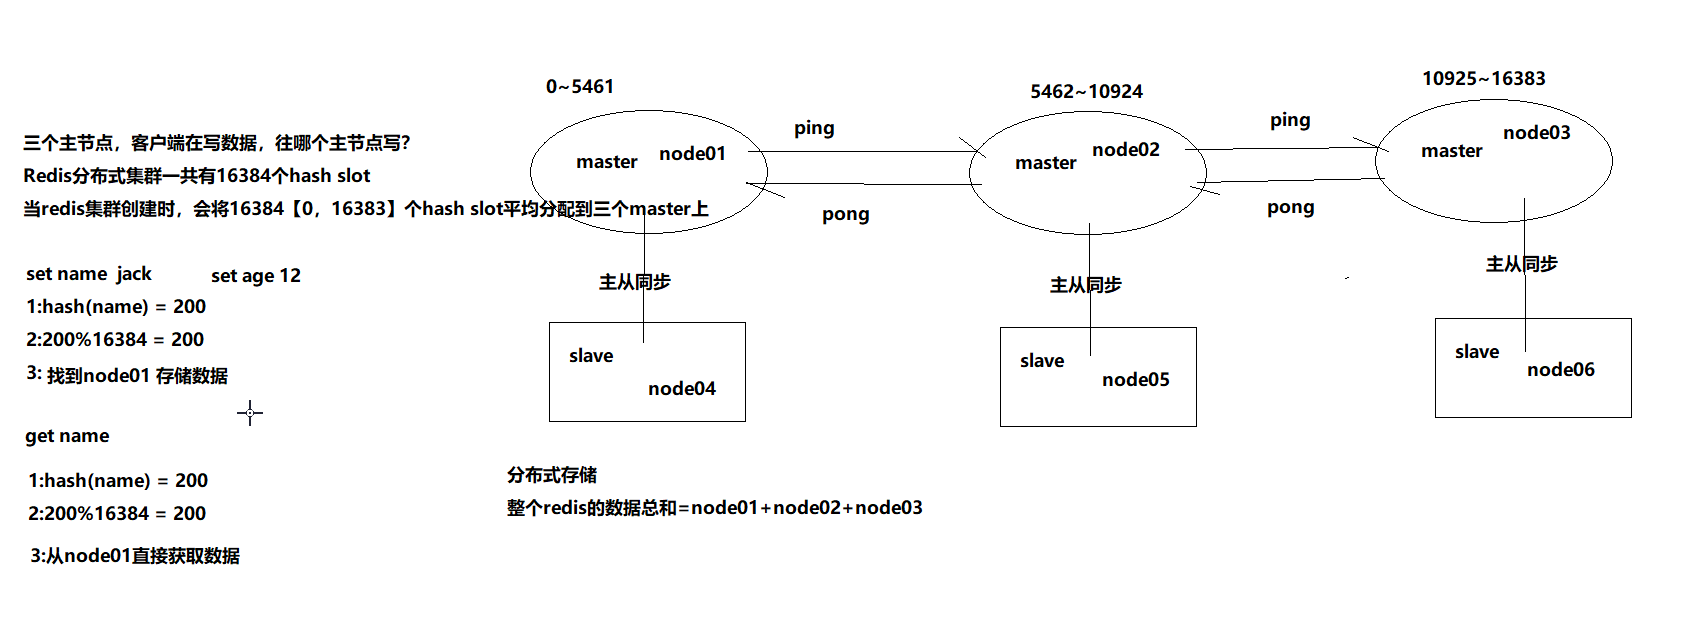 三个主节点，客户端在写数据，往哪个主节点写？
Redis分布式集群一共有16384个hash slot
当redis集群创建时，会将16384【0，16383】个hash slot平均分配到三个master上
set name  jack
set age 12
1:hash(name) = 200
2:200%16384 = 200
3: 找到node01 存储数据
get name
1:hash(name) = 200
2:200%16384 = 200
3:从node01直接获取数据
0~5461
master
node01
ping
pong
5462~10924
master
node02
ping
pong
10925~16383
master
node03
主从同步
主从同步
主从同步
slave
node04
slave
node05
slave
node06
分布式存储
整个redis的数据总和=node01+node02+node03